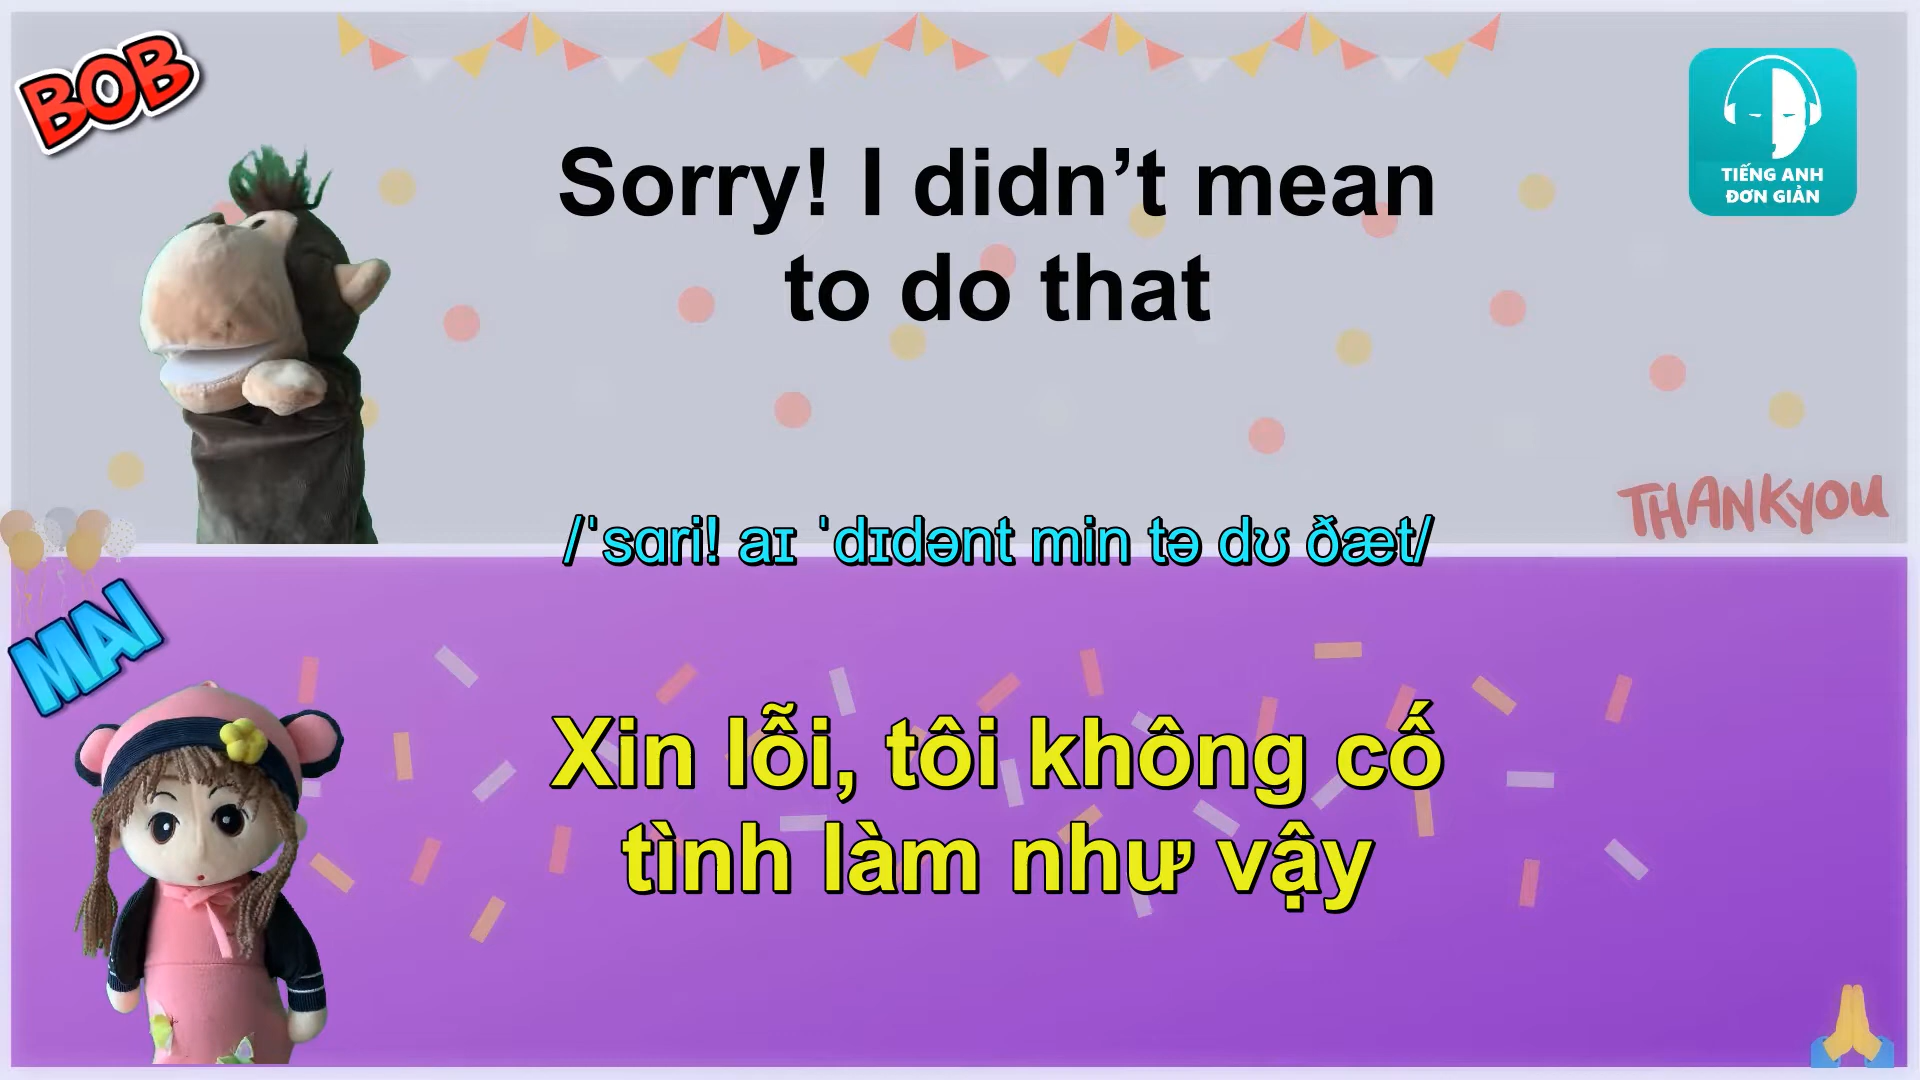 BOB
TIẾNG ANH
ĐƠN GIẢN
Sorry! I didn’t mean
to do that
THANKYOU
/ˈsɑri! aɪ ˈdɪdənt min tə dʊ ðæt/
MAI
Xin lỗi, tôi không cố
tình làm như vậy